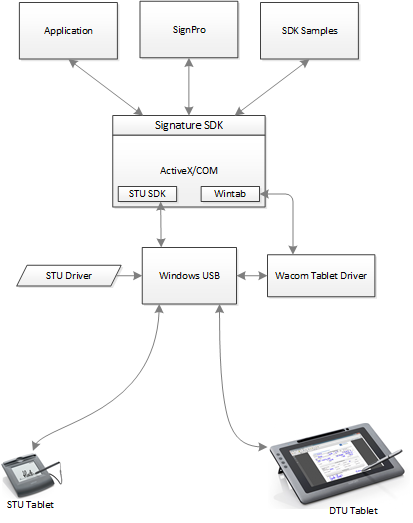 Application
SignPro
SDK Samples
Signature SDK
ActiveX/COM
STU SDK
Wintab
STU Driver
Windows USB
Wacom Tablet Driver
STU Tablet
DTU Tablet